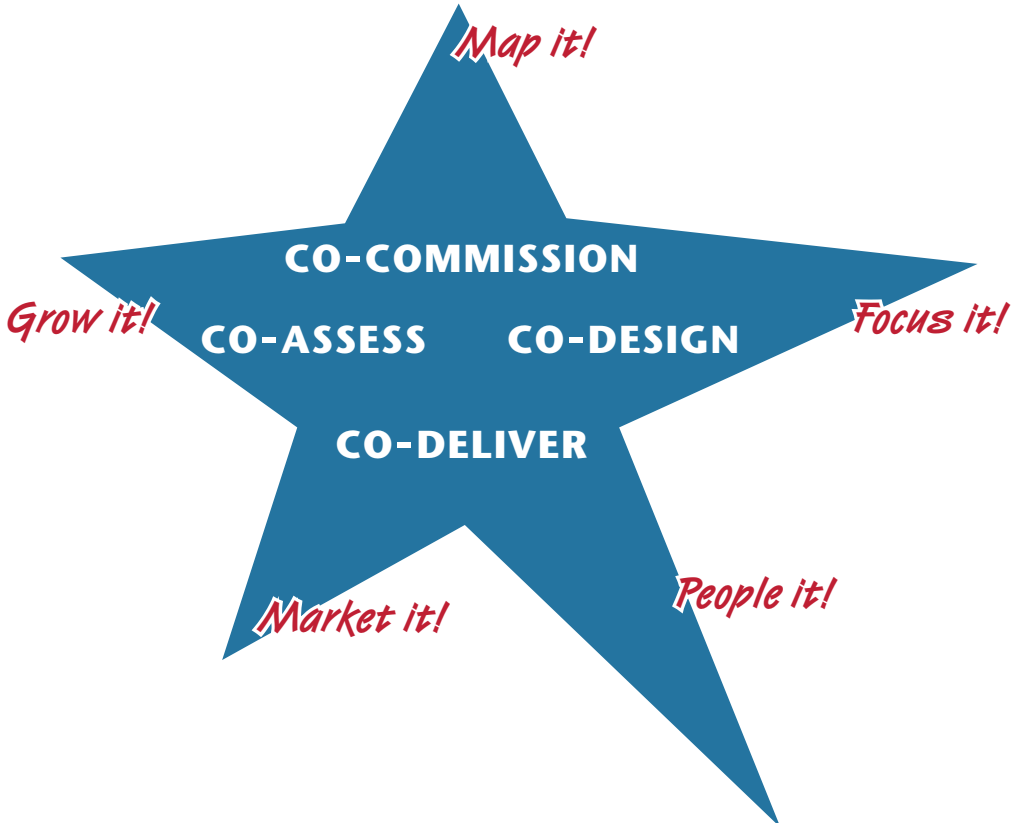 Map it!
CO-COMMISSION
Grow it!
Focus it!
CO-ASSESS
CO-DESIGN
CO-DELIVER
People it!
Market it!